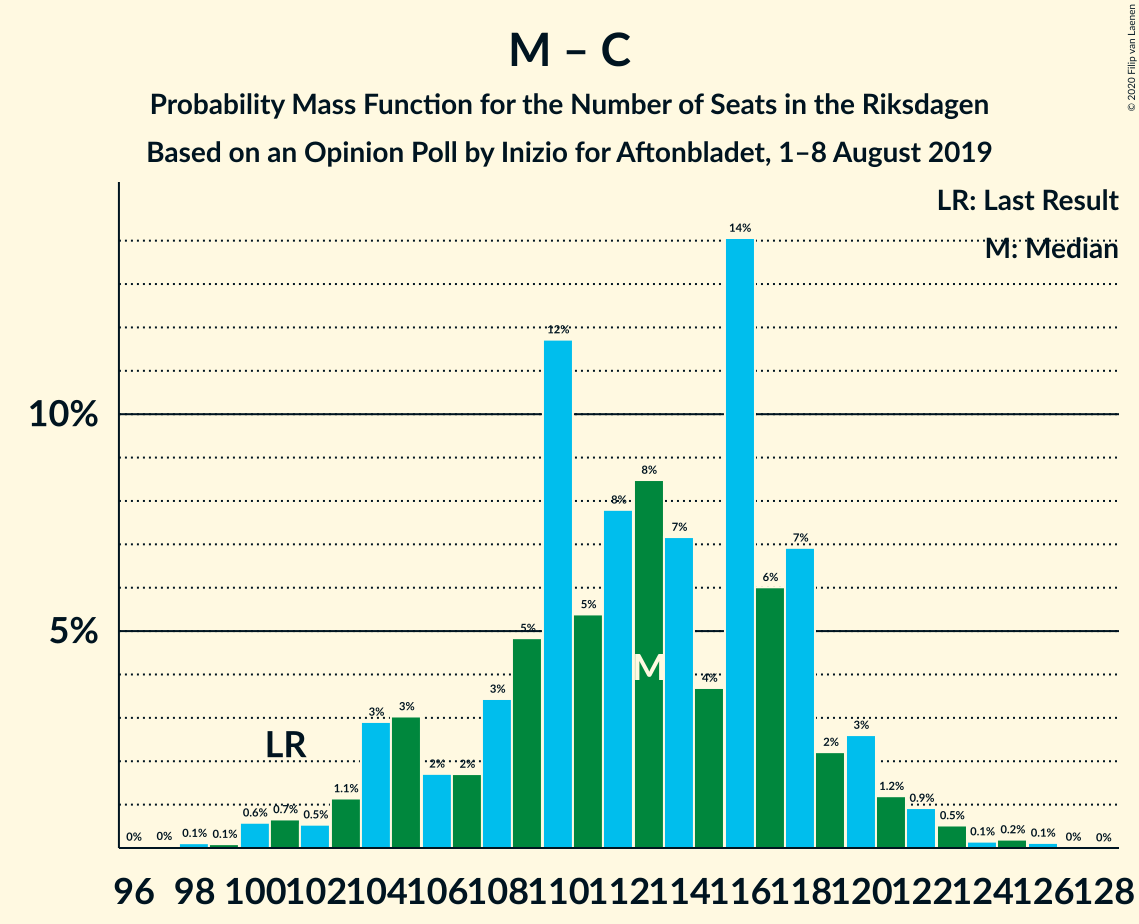 M – C
Probability Mass Function for the Number of Seats in the Riksdagen
Based on an Opinion Poll by Inizio for Aftonbladet, 1–8 August 2019
© 2020 Filip van Laenen
LR: Last Result
M: Median
10%
5%
LR
M
0% 0% 0.1% 0.1% 0.6% 0.7% 0.5% 1.1% 3% 3% 2% 2% 3% 5% 12% 5% 8% 8% 7% 4% 14% 6% 7% 2% 3% 1.2% 0.9% 0.5% 0.1% 0.2% 0.1% 0% 0%
96 98 100 102 104 106 108 110 112 114 116 118 120 122 124 126 128